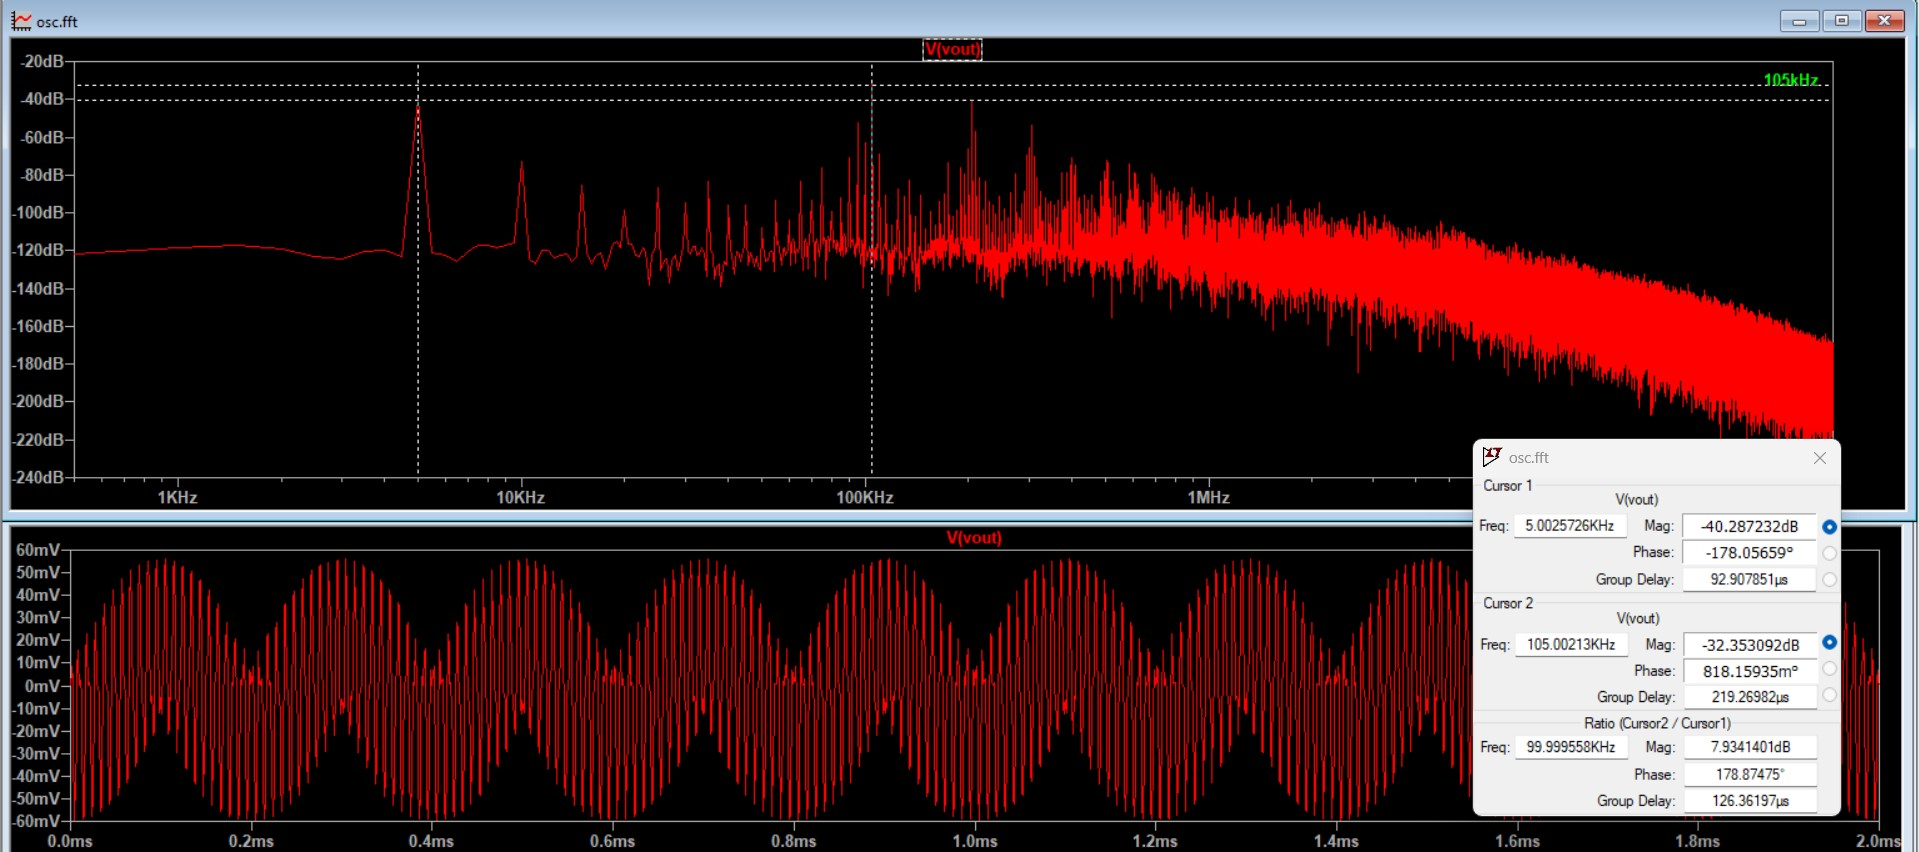 osc.fft
V(vout)
105kHz
-20dB
-40dB
-60dB
-80dB
-100dB
-120dB
-140dB
-160dB
-180dB
-200dB
-220dB
-240dB
1KHz 10KHz 100KHz 1MHz
V(vout)
60mV
50mV
40mV
30mV
20mV
10mV
0mV
-10mV
-20mV
-30mV
-40mV
-50mV
-60mV
0.0ms 0.2ms 0.4ms 0.6ms 0.8ms 1.0ms 1.2ms 1.4ms 1.6ms 1.8ms 2.0ms
osc.fft
Cursor 1
V(vout)
Freq: 5.0025726KHz Mag: -40.287232dB
Phase: -178.05659°
Group Delay: 92.907851µs
Cursor 2
V(vout)
Freq: 105.00213KHz Mag: -32.353092dB
Phase: 818.15935m°
Group Delay: 219.26982µs
Ratio (Cursor2 / Cursor1)
Freq: 99.999558KHz Mag: 7.9341401dB
Phase: 178.87475°
Group Delay: 126.36197µs